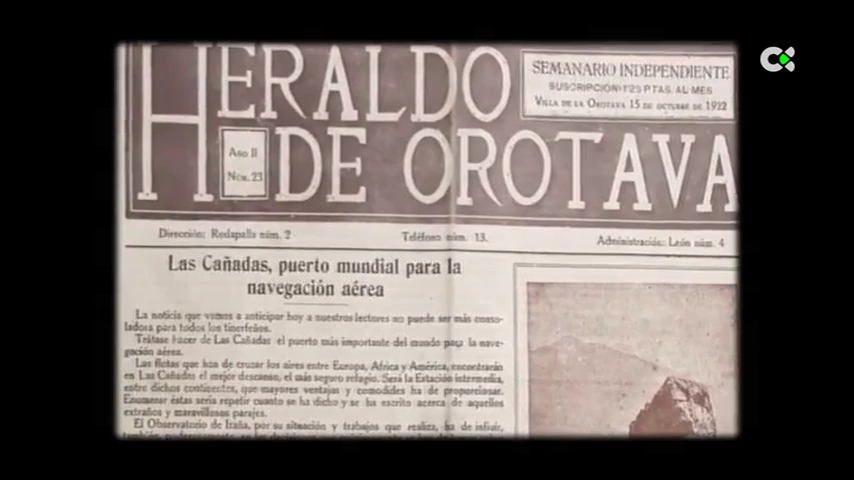 HERALDO
DE OROTAVA
SEMANARIO INDEPENDIENTE
SUSCRIPCIÓN 1'25 PTAS. AL MES
VILLA DE LA OROTAVA 15 DE OCTUBRE DE 1922
AÑO II
NÚM. 23
Dirección: Rodapalla núm. 2
Teléfono núm. 13.
Administración: León núm. 4
Las Cañadas, puerto mundial para la
navegación aérea
La noticia que vamos a anticipar hoy a nuestros lectores no puede ser más conso-
ladora para todos los tinerfeños.
Trátase hacer de Las Cañadas el puerto más importante del mundo para la nave-
gación aérea.
Las flotas que han de cruzar los aires entre Europa, Africa y América, encontrarán
en Las Cañadas el mejor descanso, el más seguro refugio. Será la Estación intermedia,
entre dichos continentes, que mayores ventajas y comodides ha de proporcionar.
Enumerar éstas sería repetir cuanto se ha dicho y se ha escrito acerca de aquellos
extraños y maravillosos parajes.
El Observatorio de Izaña, por su situación y trabajos que realiza, ha de influir,